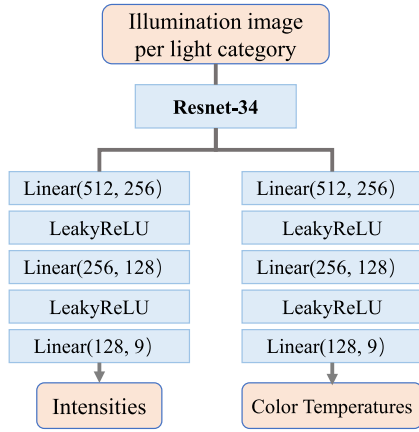 Illumination image
per light category
Resnet-34
Linear(512, 256)
LeakyReLU
Linear(256, 128)
LeakyReLU
Linear(128, 9)
Intensities
Linear(512, 256)
LeakyReLU
Linear(256, 128)
LeakyReLU
Linear(128, 9)
Color Temperatures